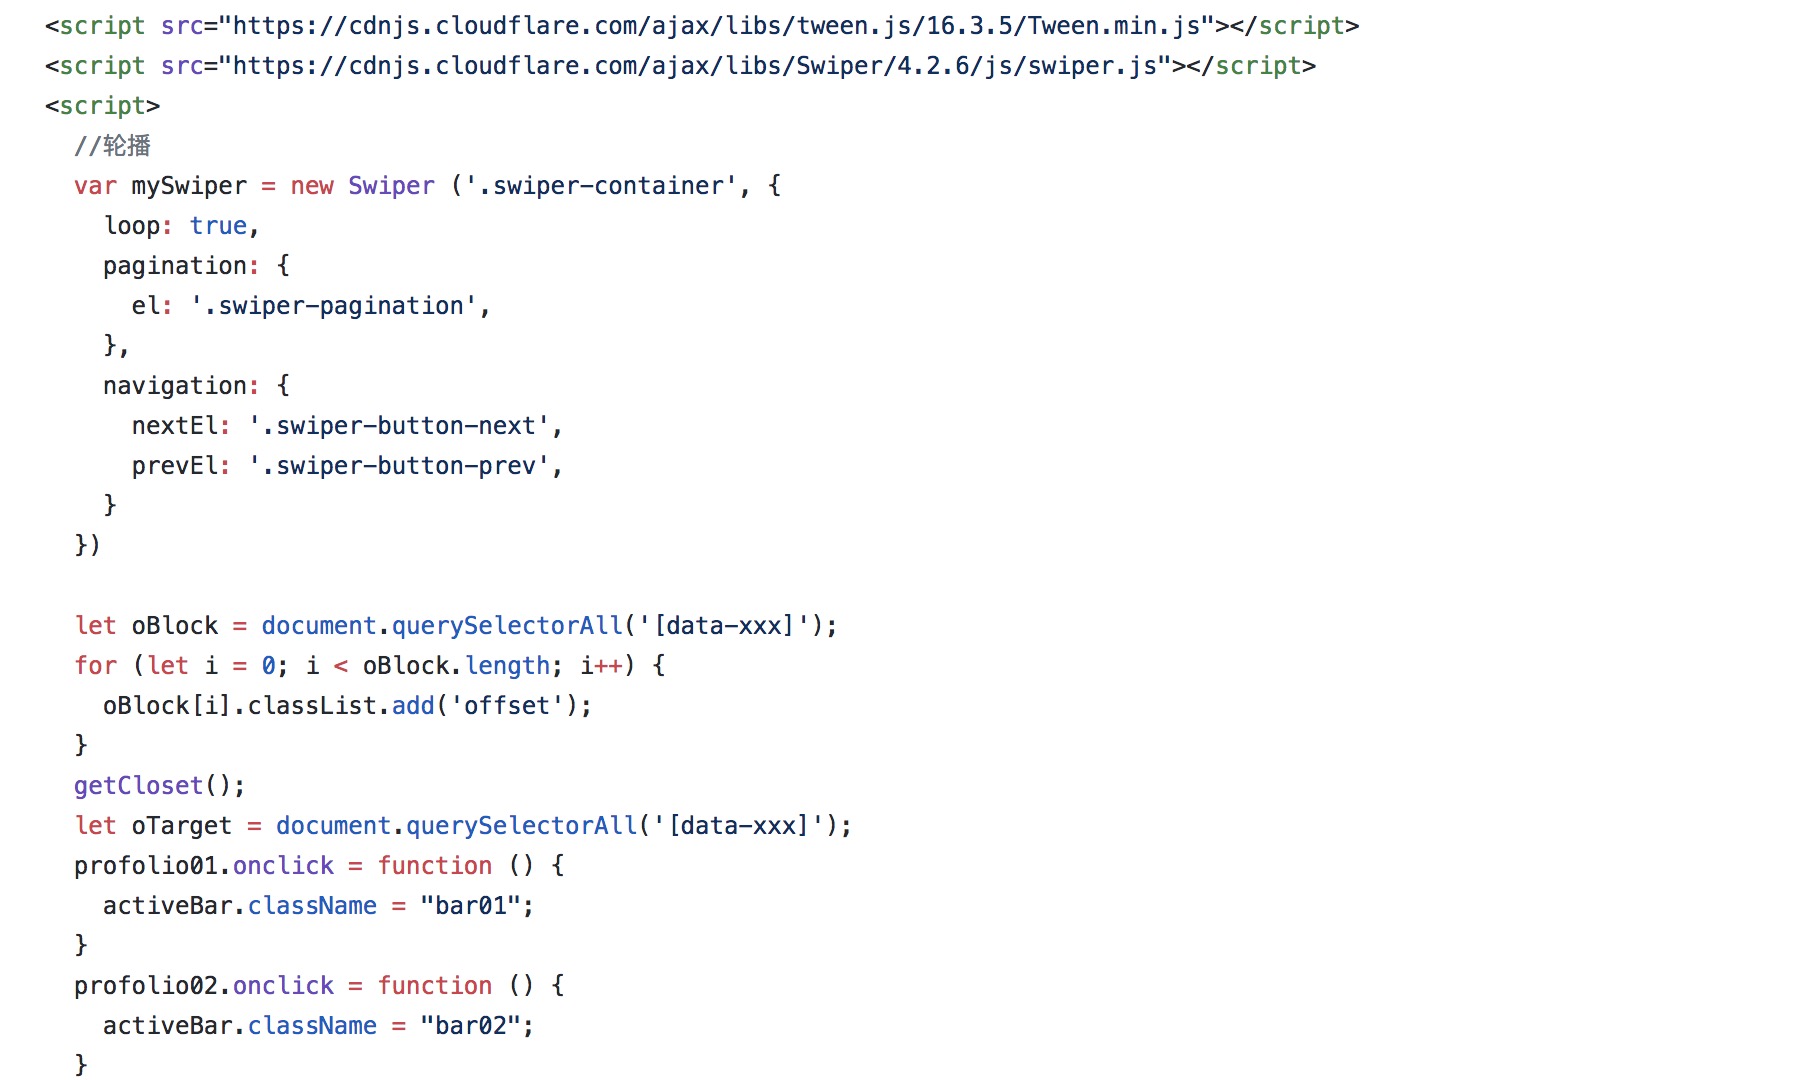 <script src="https://cdnjs.cloudflare.com/ajax/libs/tween.js/16.3.5/Tween.min.js"></script>
<script src="https://cdnjs.cloudflare.com/ajax/libs/Swiper/4.2.6/js/swiper.js"></script>
<script>
  //轮播
  var mySwiper = new Swiper ('.swiper-container', {
    loop: true,
    pagination: {
      el: '.swiper-pagination',
    },
    navigation: {
      nextEl: '.swiper-button-next',
      prevEl: '.swiper-button-prev',
    }
  })

  let oBlock = document.querySelectorAll('[data-xxx]');
  for (let i = 0; i < oBlock.length; i++) {
    oBlock[i].classList.add('offset');
  }
  getCloset();
  let oTarget = document.querySelectorAll('[data-xxx]');
  profolio01.onclick = function () {
    activeBar.className = "bar01";
  }
  profolio02.onclick = function () {
    activeBar.className = "bar02";
  }